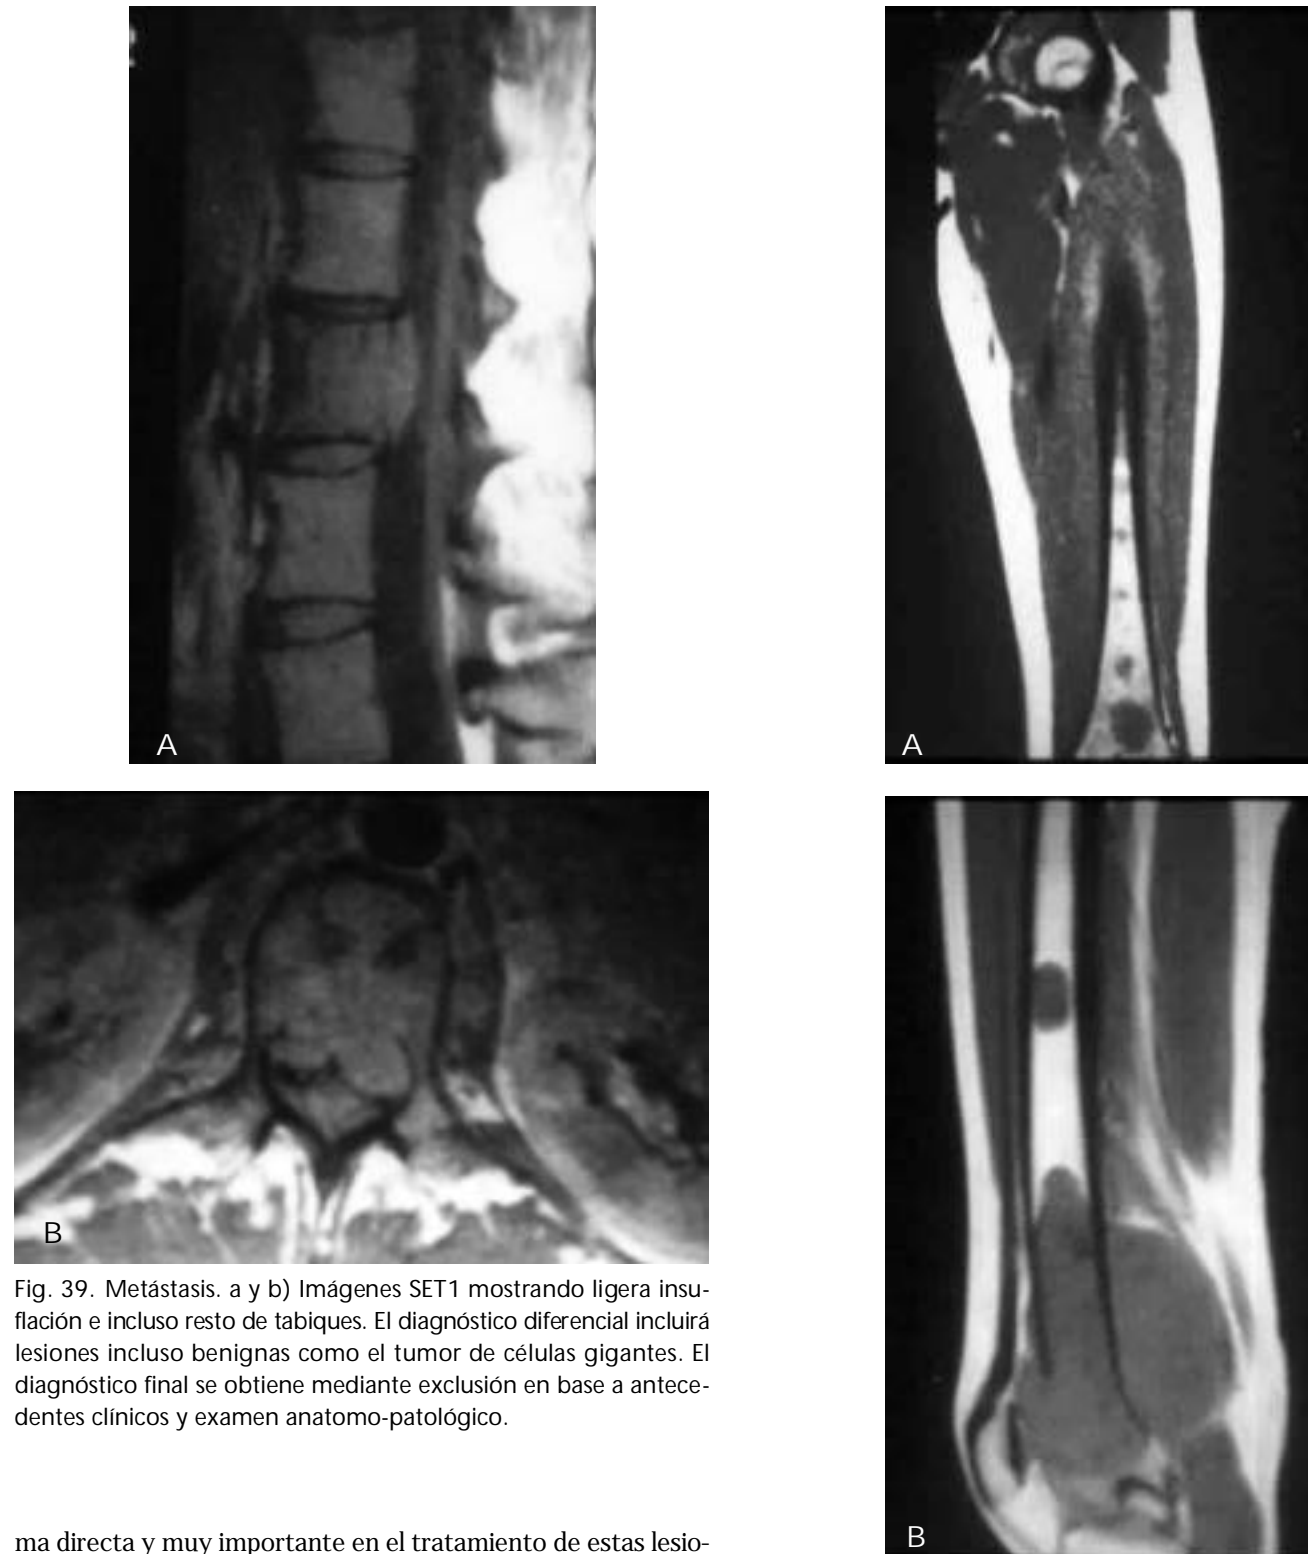 A
A
B
Fig. 39. Metástasis. a y b) Imágenes SET1 mostrando ligera insu-
flación e incluso resto de tabiques. El diagnóstico diferencial incluirá
lesiones incluso benignas como el tumor de células gigantes. El
diagnóstico final se obtiene mediante exclusión en base a antece-
dentes clínicos y examen anatomo-patológico.
ma directa y muy importante en el tratamiento de estas lesio-
B